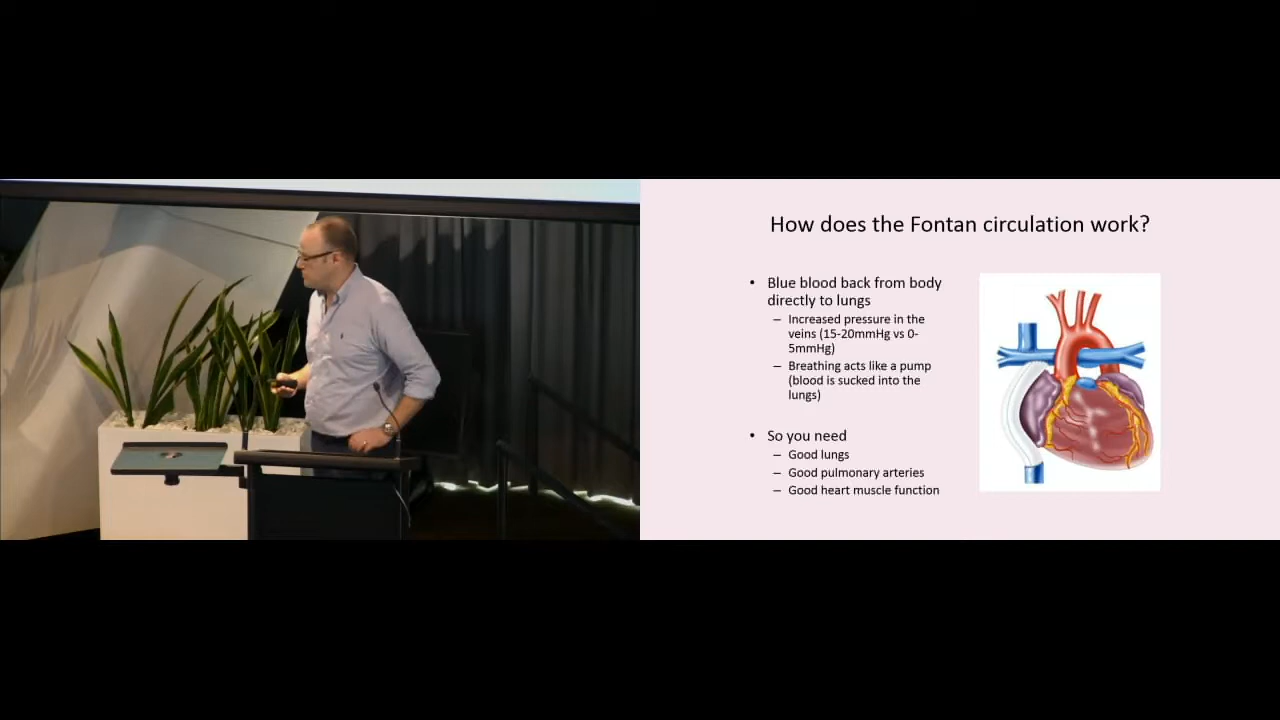 How does the Fontan circulation work?
• Blue blood back from body
directly to lungs
– Increased pressure in the
veins (15-20mmHg vs 0-
5mmHg)
– Breathing acts like a pump
(blood is sucked into the
lungs)
• So you need
– Good lungs
– Good pulmonary arteries
– Good heart muscle function